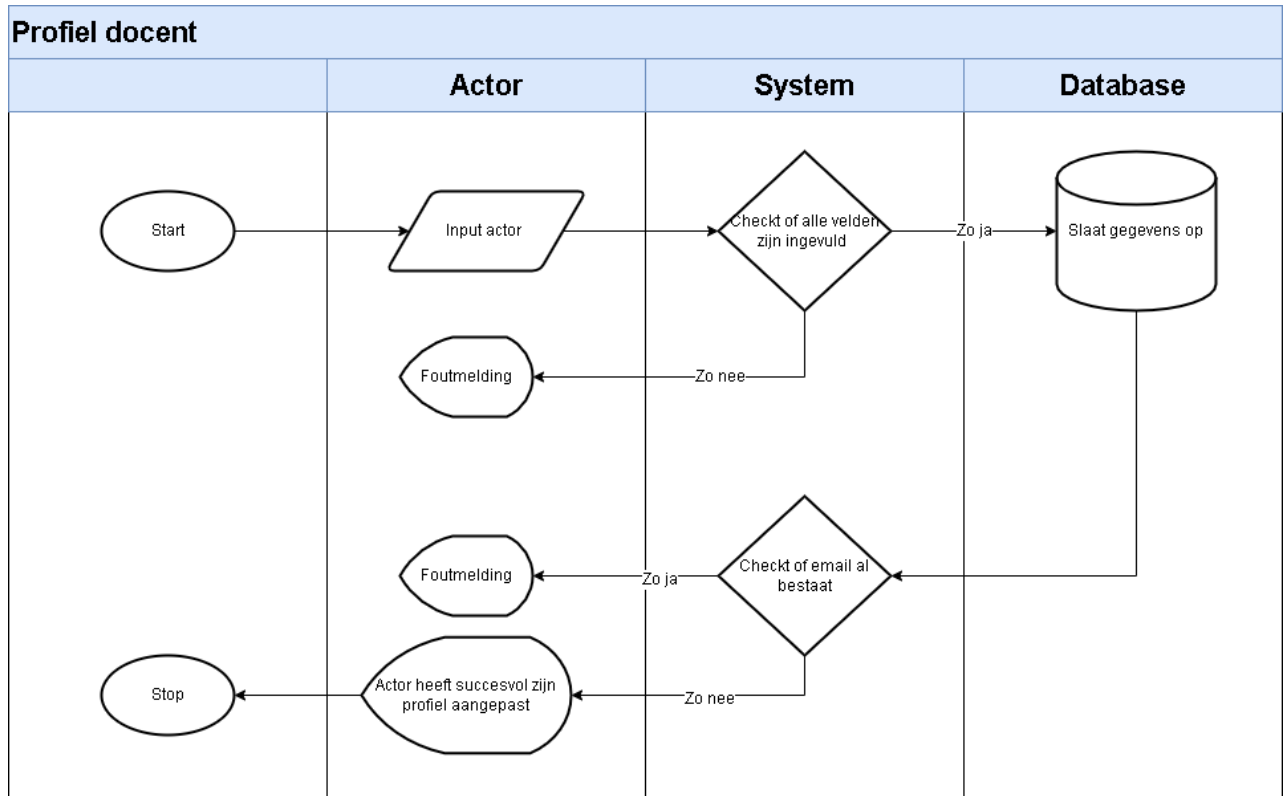 Profiel docent
Actor
System
Database
Start
Input actor
Checkt of alle velden
zijn ingevuld
Zo ja
Slaat gegevens op
Foutmelding
Zo nee
Foutmelding
Zo ja
Checkt of email al
bestaat
Stop
Actor heeft succesvol zijn
profiel aangepast
Zo nee